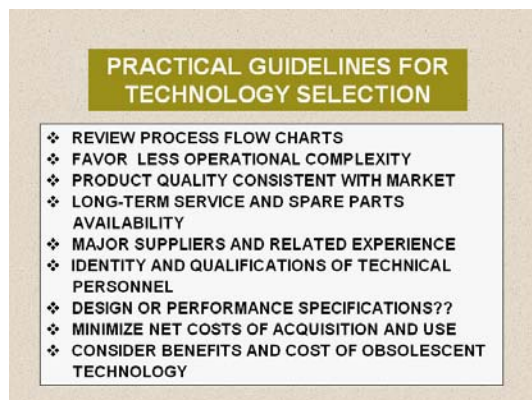 PRACTICAL GUIDELINES FOR
TECHNOLOGY SELECTION
❖ REVIEW PROCESS FLOW CHARTS
❖ FAVOR LESS OPERATIONAL COMPLEXITY
❖ PRODUCT QUALITY CONSISTENT WITH MARKET
❖ LONG-TERM SERVICE AND SPARE PARTS
AVAILABILITY
❖ MAJOR SUPPLIERS AND RELATED EXPERIENCE
❖ IDENTITY AND QUALIFICATIONS OF TECHNICAL
PERSONNEL
❖ DESIGN OR PERFORMANCE SPECIFICATIONS??
❖ MINIMIZE NET COSTS OF ACQUISITION AND USE
❖ CONSIDER BENEFITS AND COST OF OBSOLESCENT
TECHNOLOGY